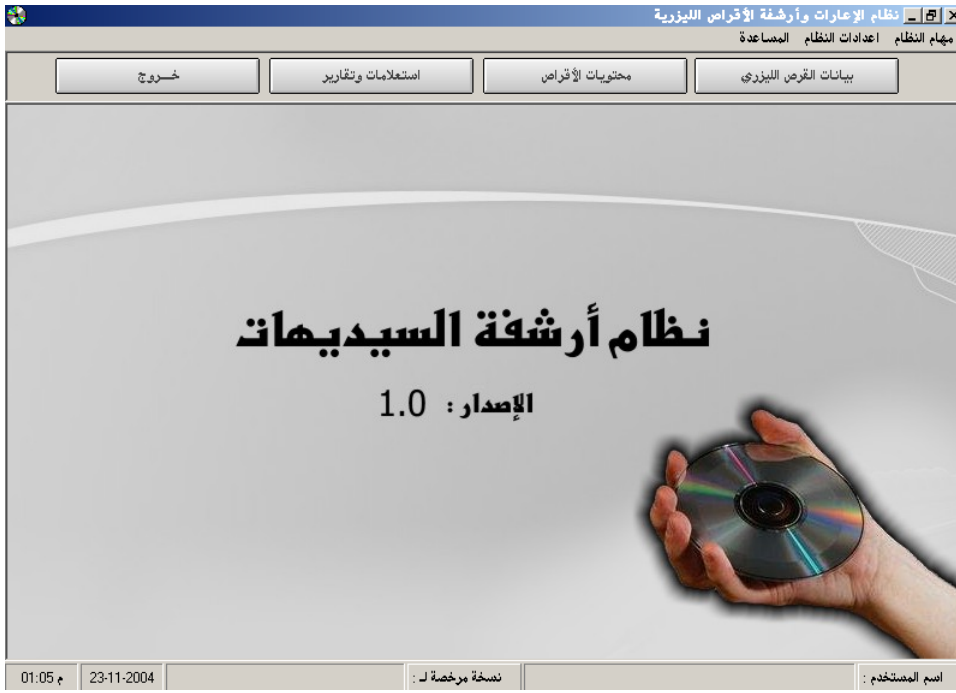 نظام الإعارات وأرشفة الأقراص الليزرية
مهام النظام اعدادات النظام المساعدة
بيانات القرص الليزري محتويات الأقراص استعلامات وتقارير خـــروج
نظام أرشفة السيديهات
الإصدار : 1.0
اسم المستخدم : نسخة مرخصة لـ : 23-11-2004 01:05 م